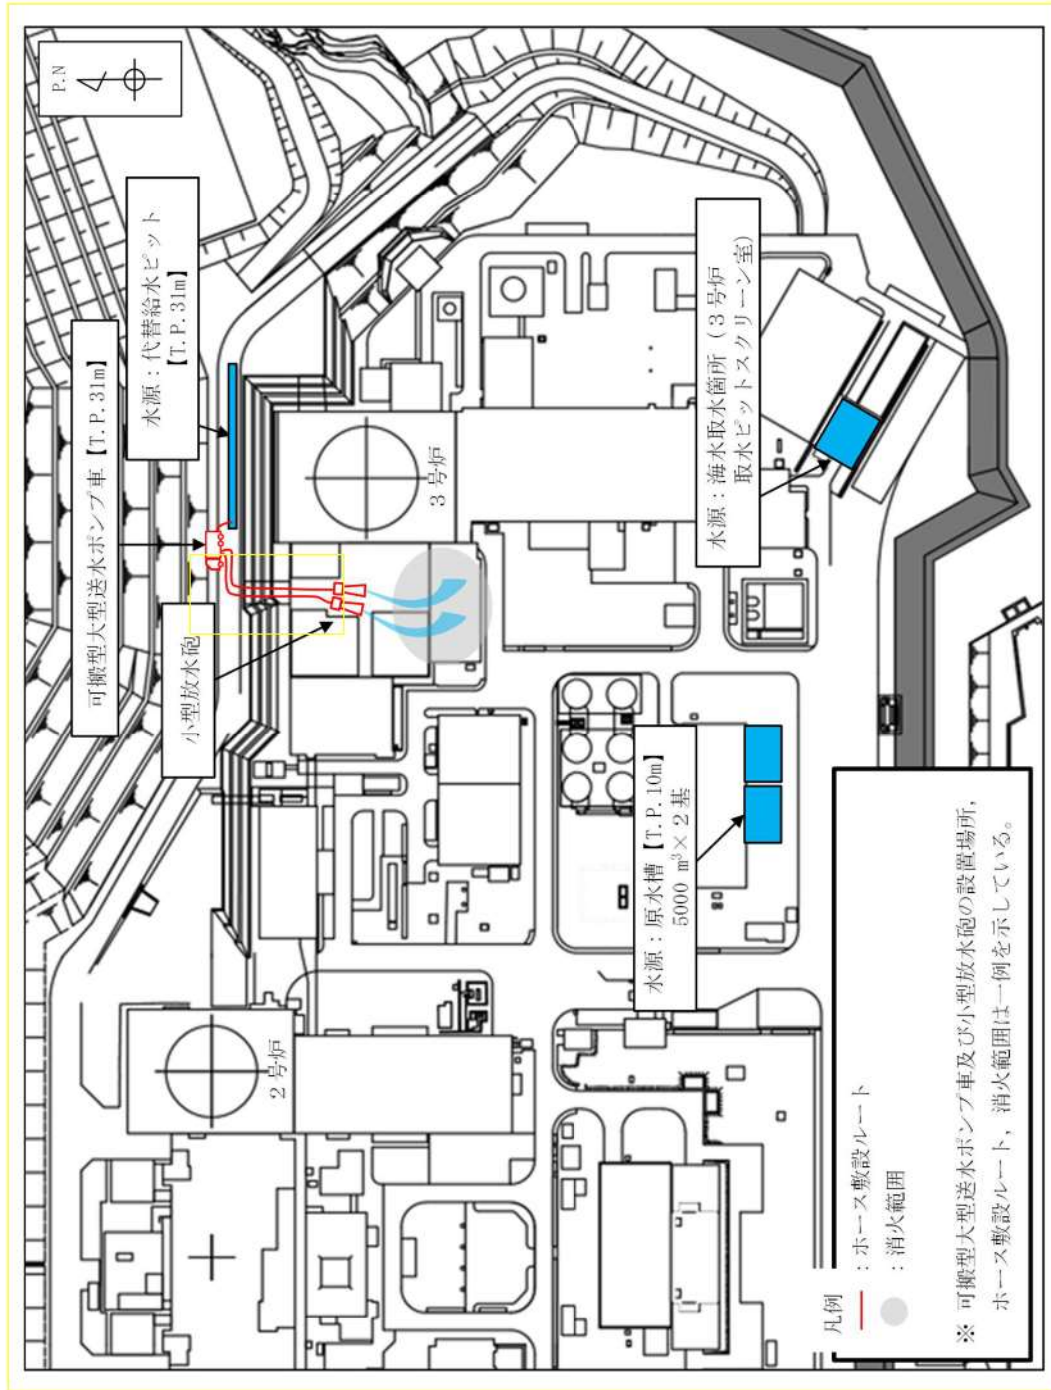 P.N
可搬型大型送水ポンプ車【T.P.31m】
水源：代替給水ピット
【T.P.31m】
小型放水砲
3号炉
2号炉
水源：海水取水箇所（3号炉
取水ピットスクリーン室）
水源：原水槽【T.P.10m】
5000 m³×2基
凡例
：ホース敷設ルート
：消火範囲
※ 可搬型大型送水ポンプ車及び小型放水砲の設置場所，
ホース敷設ルート，消火範囲は一例を示している。